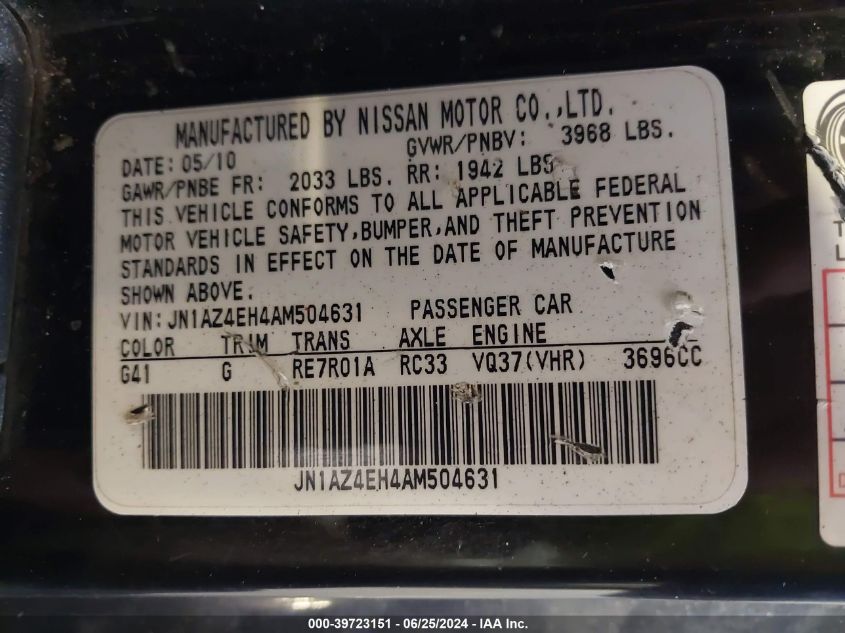 MANUFACTURED BY NISSAN MOTOR CO.,LTD.
DATE: 05/10 GVWR/PNBV: 3968 LBS.
GAWR/PNBE FR: 2033 LBS. RR: 1942 LBS
THIS VEHICLE CONFORMS TO ALL APPLICABLE FEDERAL
MOTOR VEHICLE SAFETY,BUMPER,AND THEFT PREVENTION
STANDARDS IN EFFECT ON THE DATE OF MANUFACTURE
SHOWN ABOVE.
VIN: JN1AZ4EH4AM504631 PASSENGER CAR
COLOR TRIM TRANS AXLE ENGINE
G41 G RE7R01A RC33 VQ37(VHR) 3696CC
JN1AZ4EH4AM504631
T
L
000-39723151 - 06/25/2024 - IAA Inc.